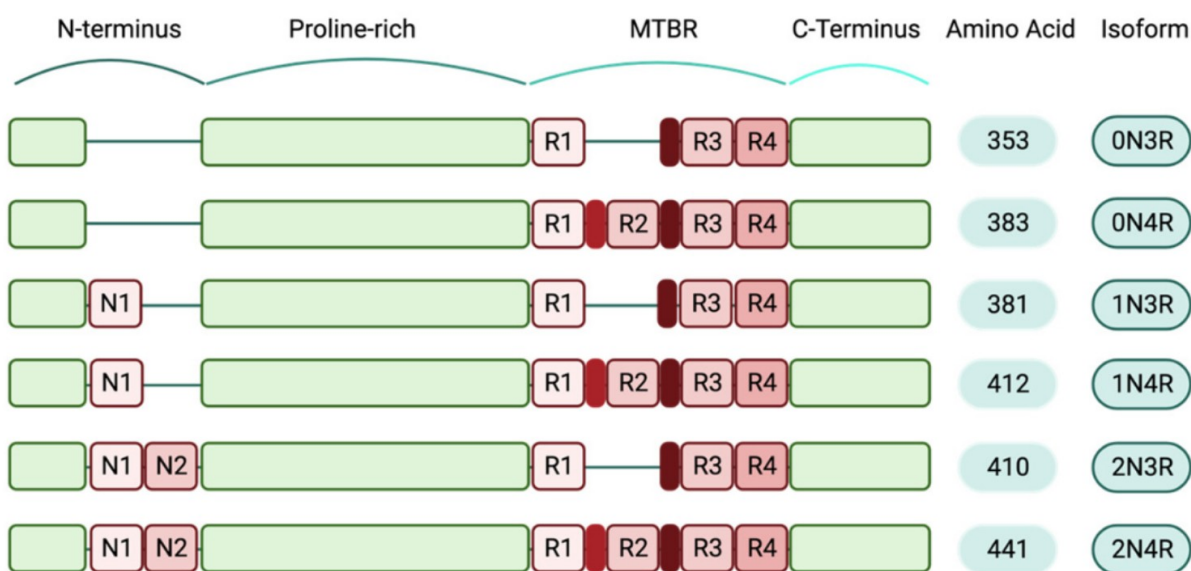 N-terminus Proline-rich MTBR C-Terminus Amino Acid Isoform
R1 R3 R4 353 0N3R
R1 R2 R3 R4 383 0N4R
N1 R1 R3 R4 381 1N3R
N1 R1 R2 R3 R4 412 1N4R
N1 N2 R1 R3 R4 410 2N3R
N1 N2 R1 R2 R3 R4 441 2N4R